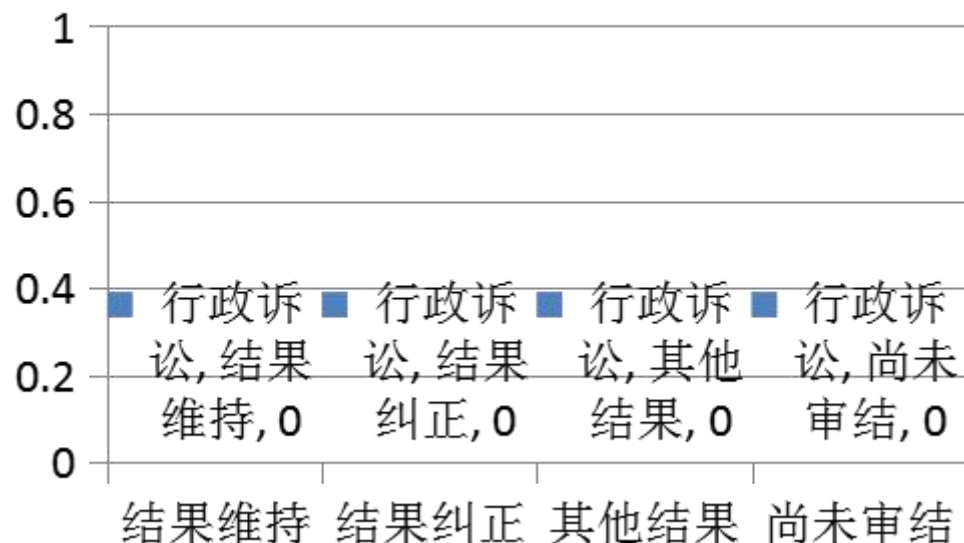 1
0.8
0.6
0.4
0.2
0
行政诉
讼, 结果
维持, 0
行政诉
讼, 结果
纠正, 0
行政诉
讼, 其他
结果, 0
行政诉
讼, 尚未
审结, 0
结果维持
结果纠正
其他结果
尚未审结